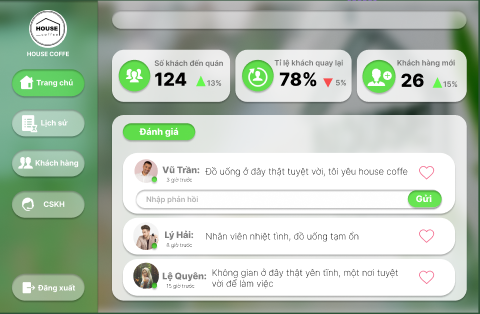 HOUSE
coffee
HOUSE COFFE
Trang chủ
Lịch sử
Khách hàng
CSKH
Đăng xuất
Số khách đến quán
124
13%
Tỉ lệ khách quay lại
78%
5%
Khách hàng mới
26
15%
Đánh giá
Vũ Trần:
3 giờ trước
Đồ uống ở đây thật tuyệt vời, tôi yêu house coffe
Nhập phản hồi
Gửi
Lý Hải:
8 giờ trước
Nhân viên nhiệt tình, đồ uống tạm ổn
Lệ Quyên:
15 giờ trước
Không gian ở đây thật yên tĩnh, một nơi tuyệt
vời để làm việc